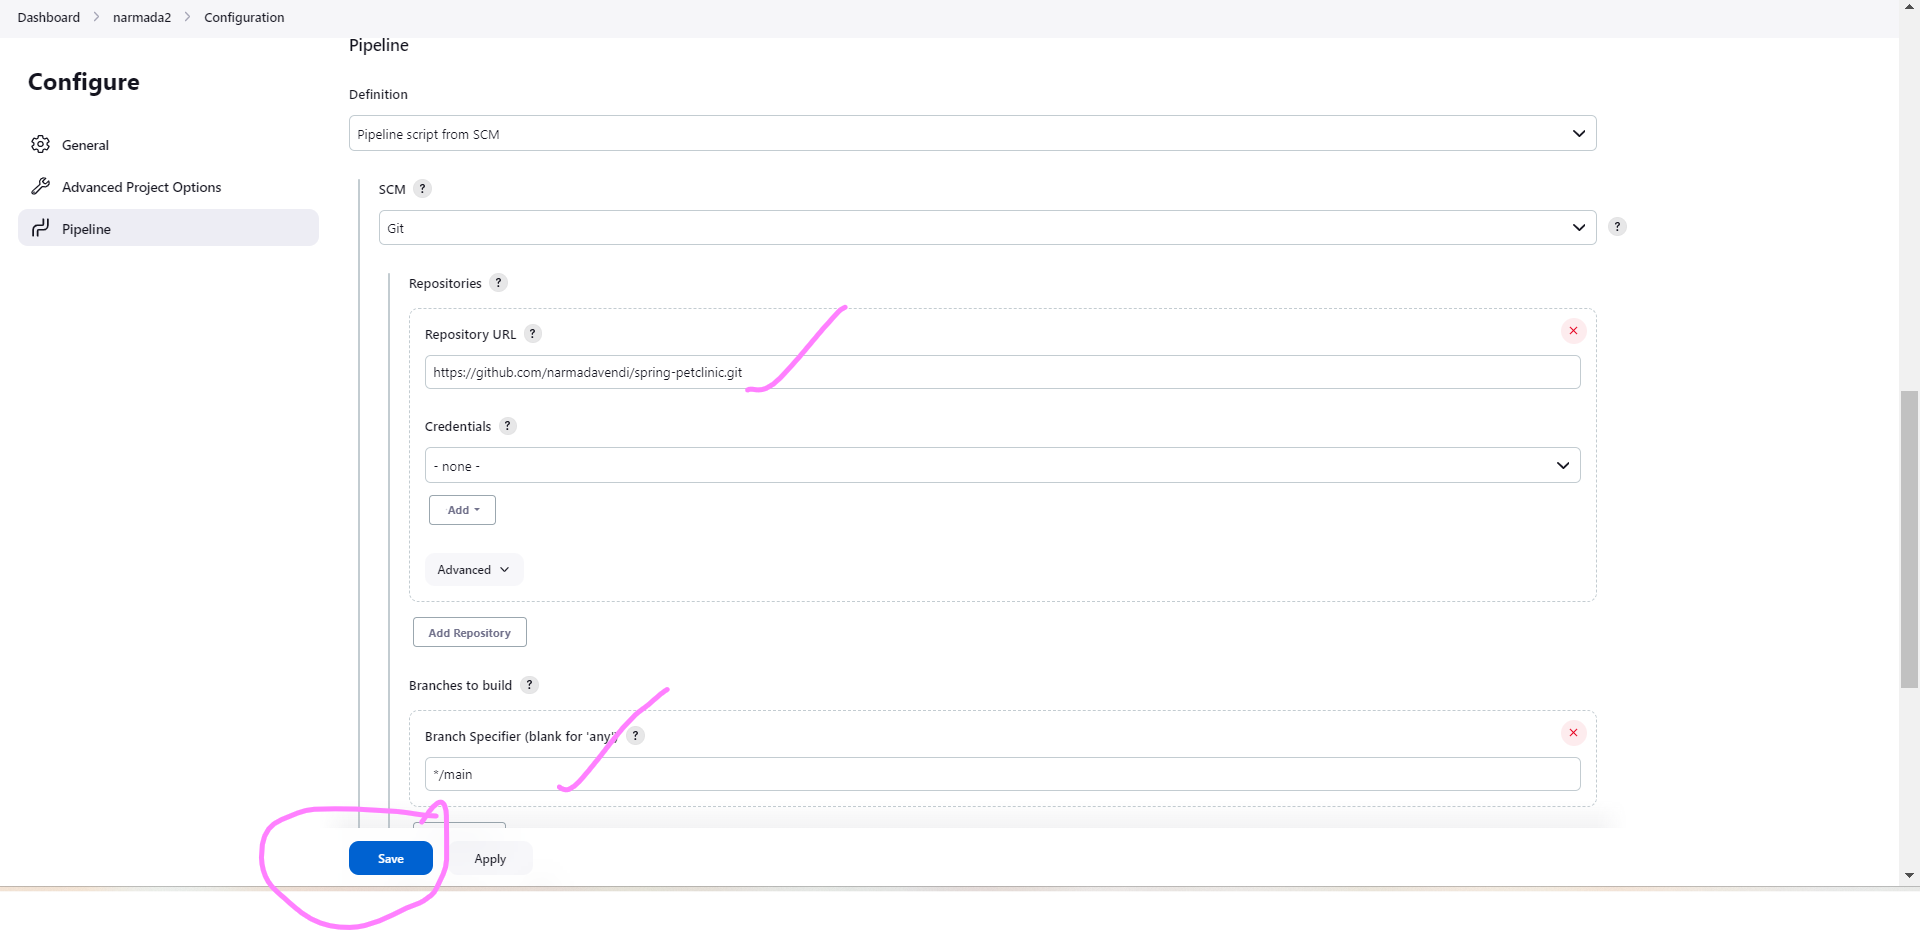 Dashboard > narmada2 > Configuration
Configure
General
Advanced Project Options
Pipeline
Pipeline
Definition
Pipeline script from SCM
SCM ?
Git
?
Repositories ?
Repository URL ?
https://github.com/narmadavendi/spring-petclinic.git
Credentials ?
- none -
Add
Advanced
Add Repository
Branches to build ?
Branch Specifier (blank for 'any') ?
*/main
Save
Apply